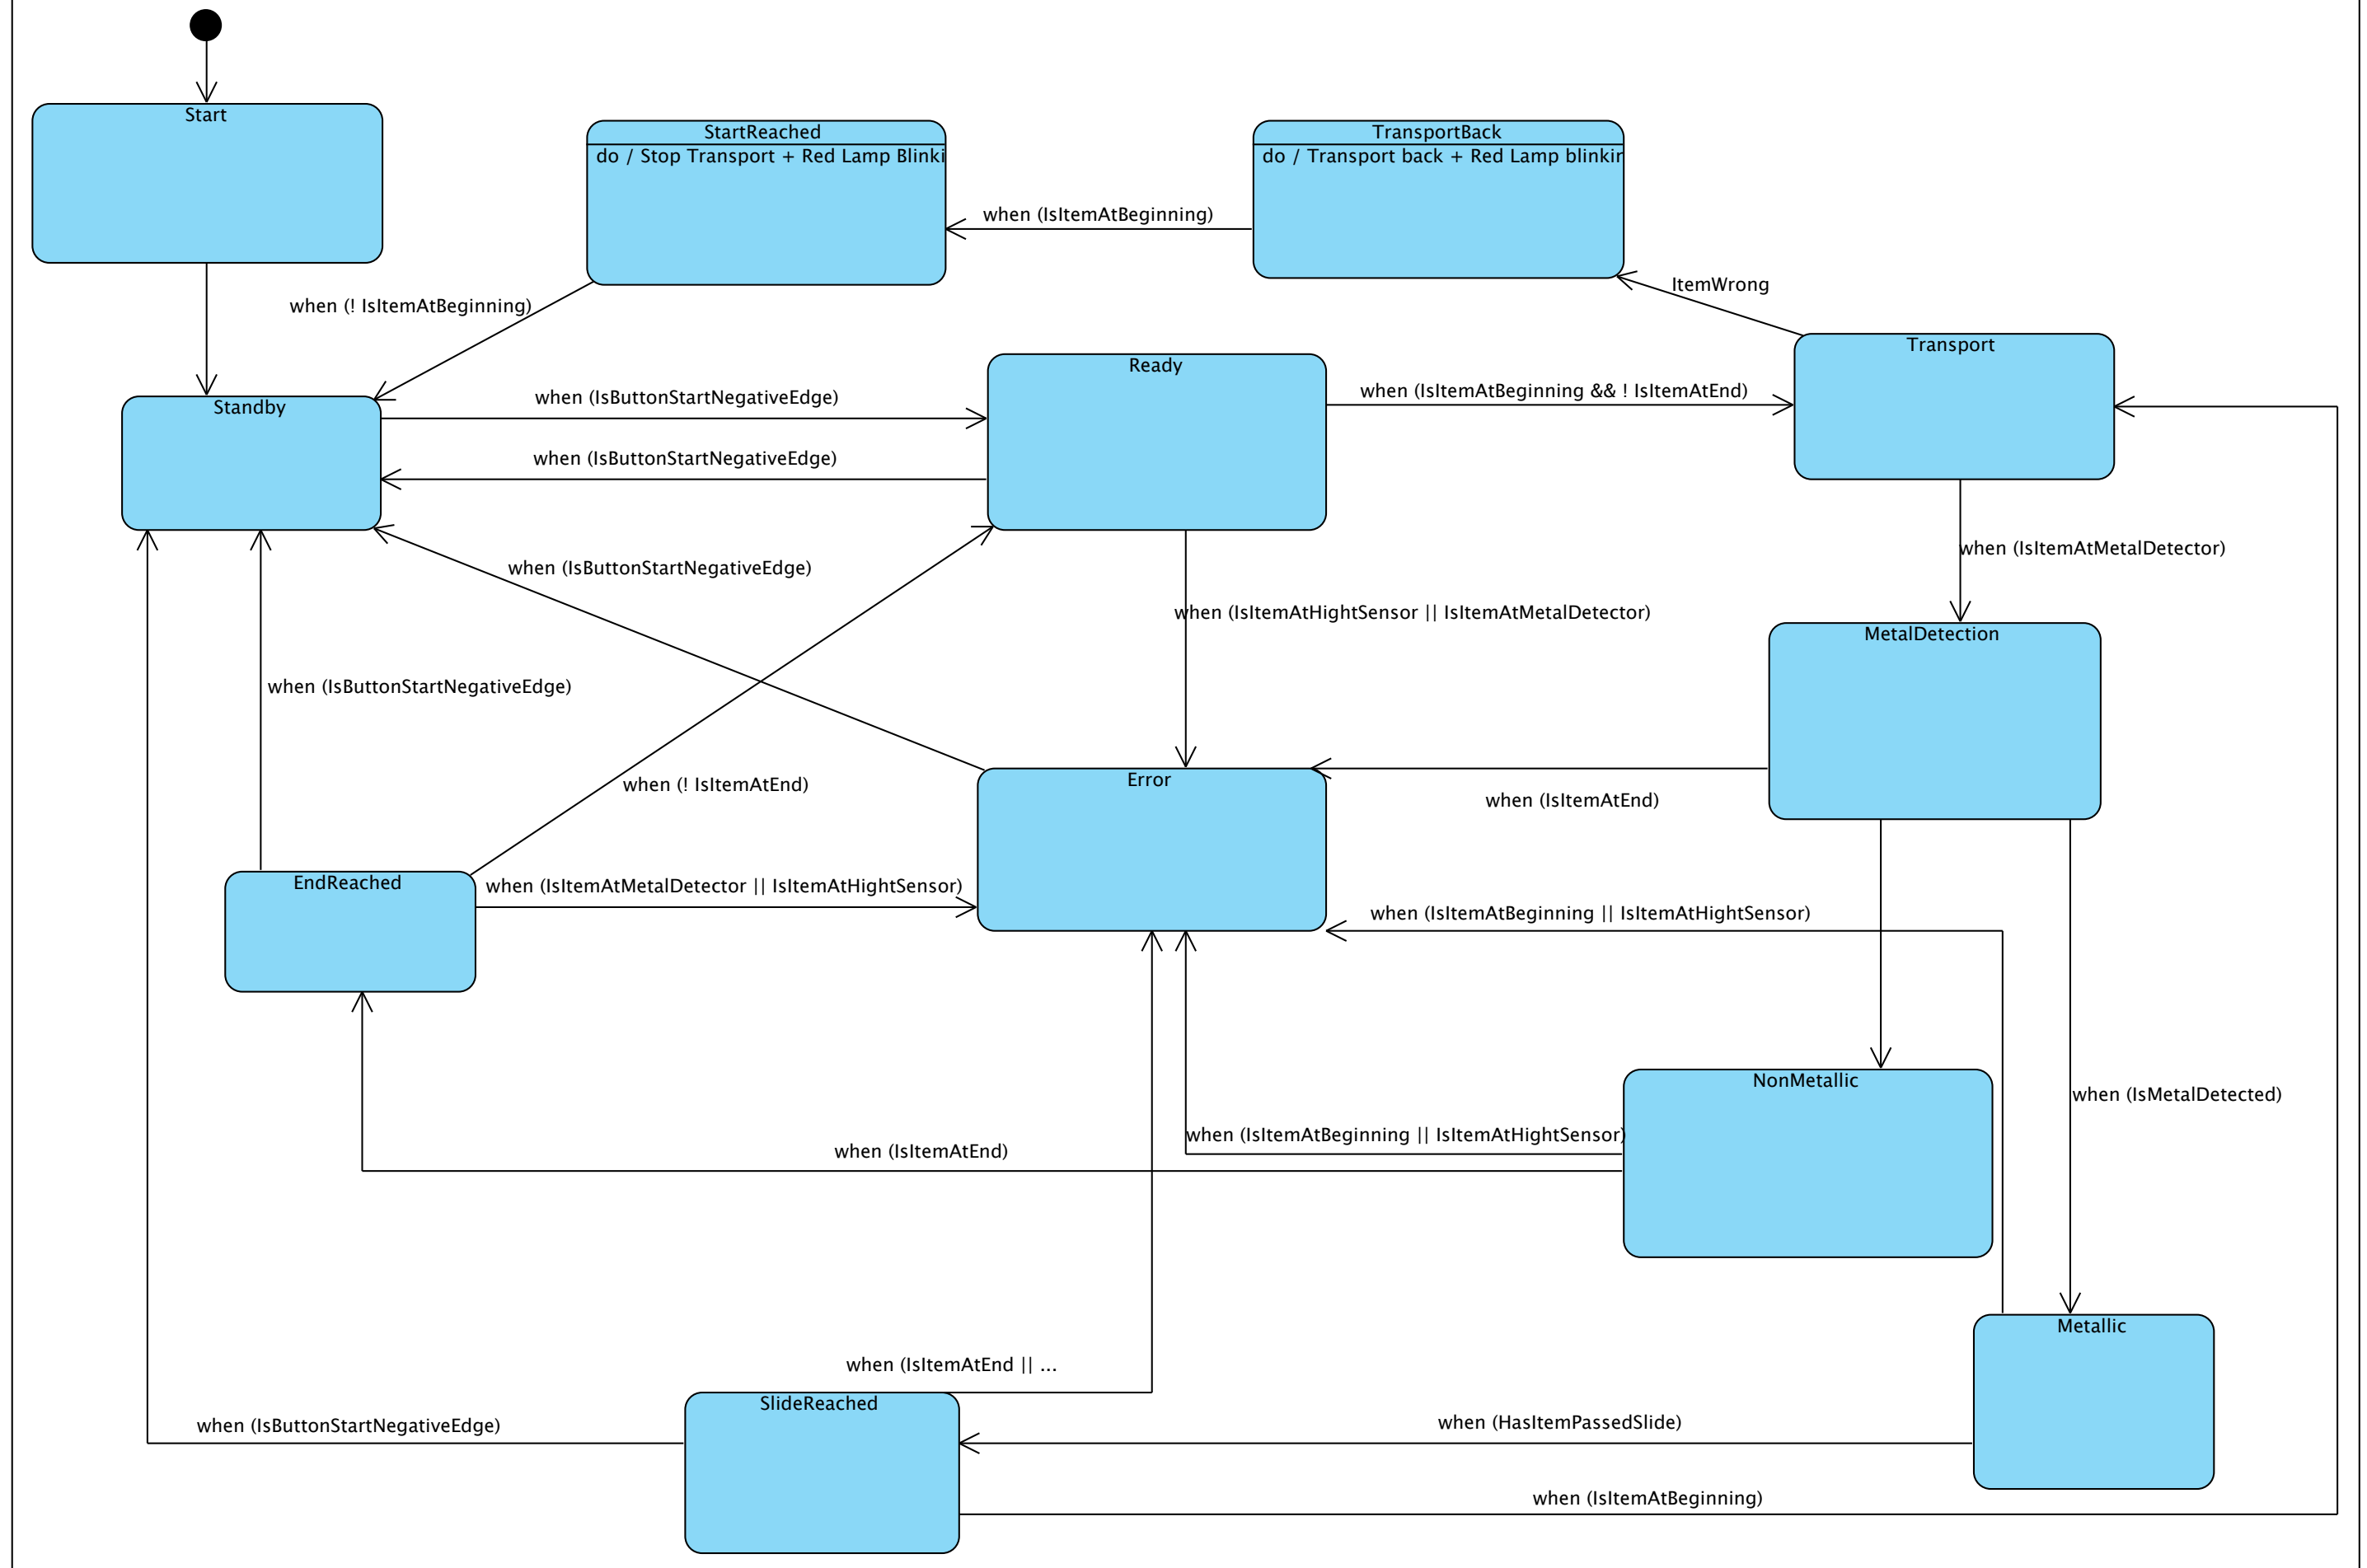 Start
StartReached
do / Stop Transport + Red Lamp Blinki
TransportBack
do / Transport back + Red Lamp blinkin
when (IsItemAtBeginning)
when (! IsItemAtBeginning)
ItemWrong
Transport
Ready
when (IsItemAtBeginning && ! IsItemAtEnd)
Standby
when (IsButtonStartNegativeEdge)
when (IsButtonStartNegativeEdge)
when (IsItemAtMetalDetector)
when (IsButtonStartNegativeEdge)
when (IsItemAtHightSensor || IsItemAtMetalDetector)
MetalDetection
when (IsButtonStartNegativeEdge)
when (! IsItemAtEnd)
Error
when (IsItemAtEnd)
EndReached
when (IsItemAtMetalDetector || IsItemAtHightSensor)
when (IsItemAtBeginning || IsItemAtHightSensor)
NonMetallic
when (IsMetalDetected)
when (IsItemAtBeginning || IsItemAtHightSensor)
when (IsItemAtEnd)
Metallic
when (IsItemAtEnd || ...
SlideReached
when (IsButtonStartNegativeEdge)
when (HasItemPassedSlide)
when (IsItemAtBeginning)